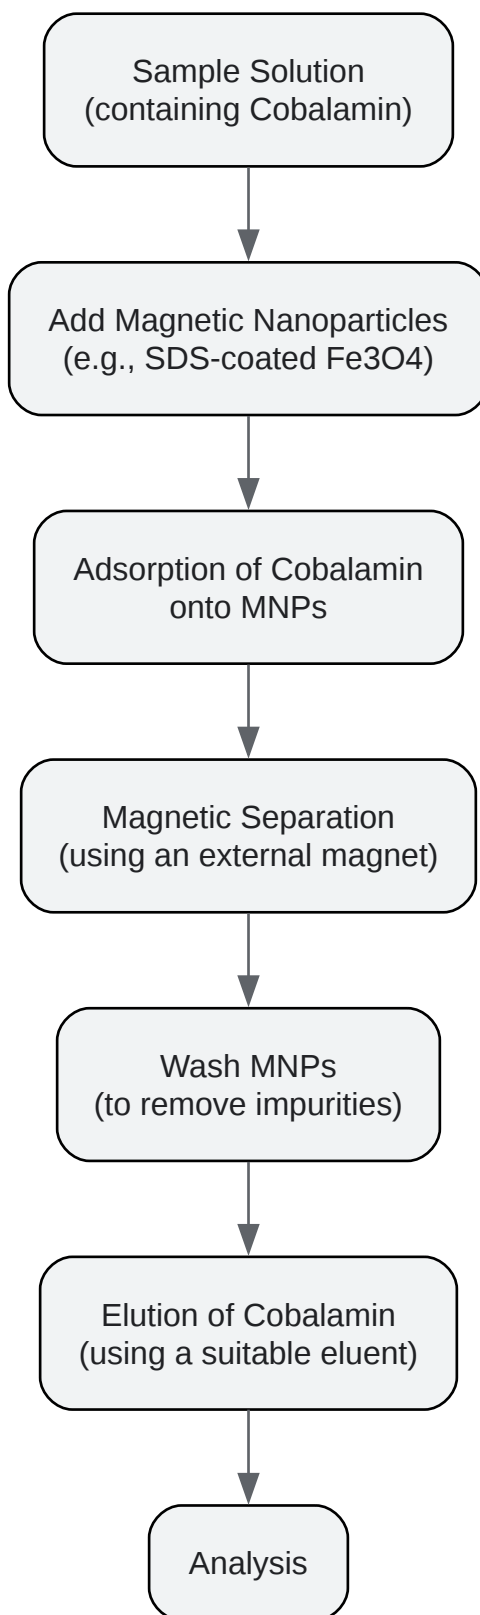 Sample Solution
(containing Cobalamin)
Add Magnetic Nanoparticles
(e.g., SDS-coated Fe3O4)
Adsorption of Cobalamin
onto MNPs
Magnetic Separation
(using an external magnet)
Wash MNPs
(to remove impurities)
Elution of Cobalamin
(using a suitable eluent)
Analysis